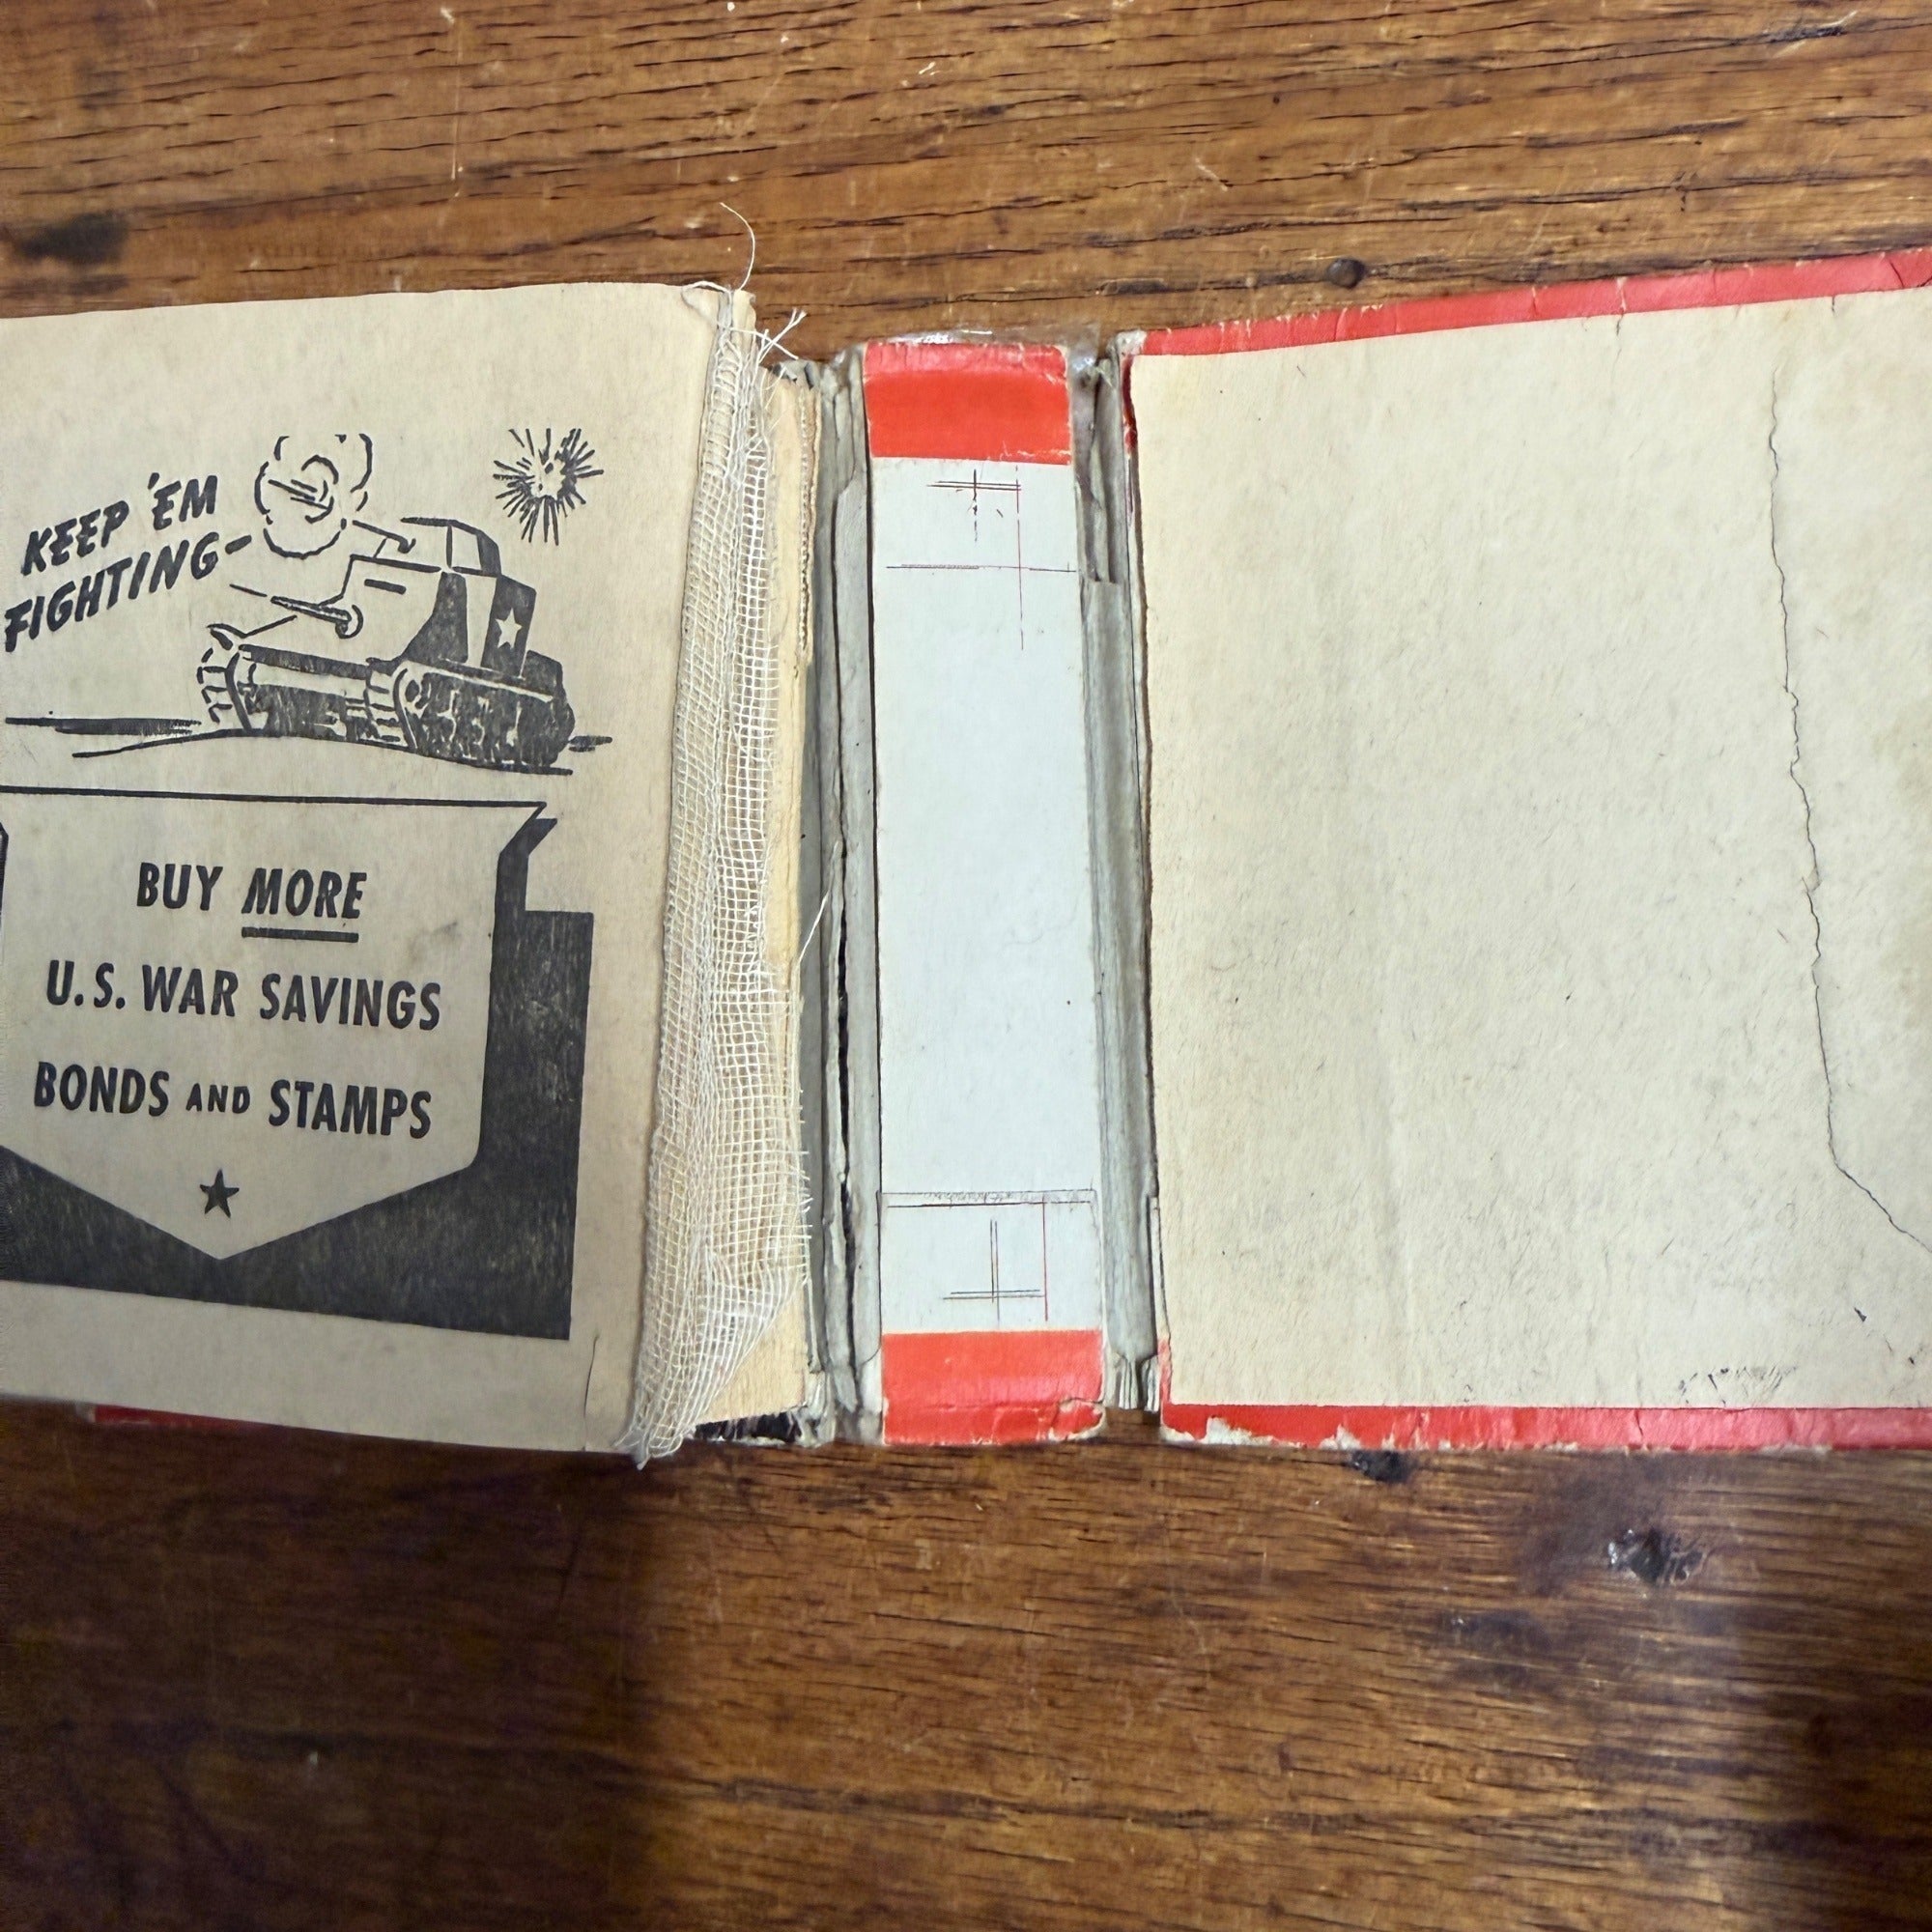 KEEP 'EM
FIGHTING-
BUY MORE
U.S. WAR SAVINGS
BONDS AND STAMPS